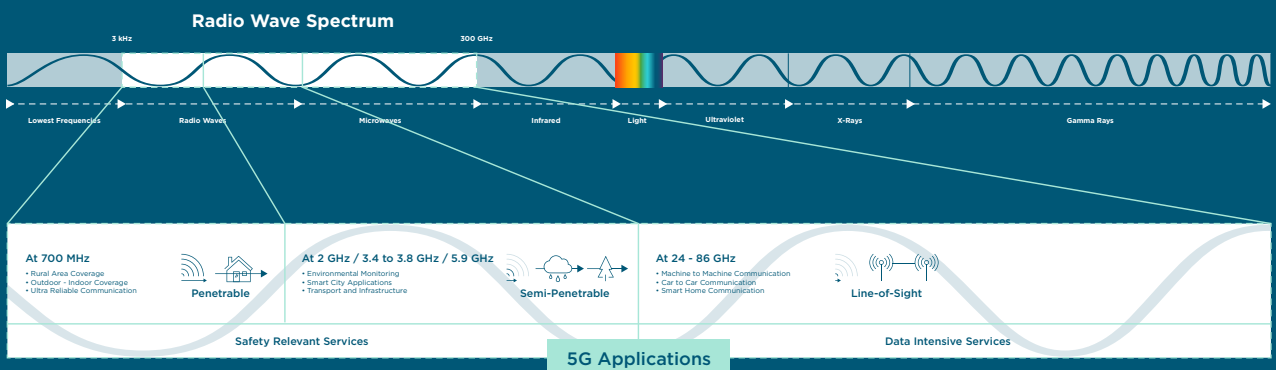 Radio Wave Spectrum
3 kHz
300 GHz
Lowest Frequencies
Radio Waves
Microwaves
Infrared
Light
Ultraviolet
X-Rays
Gamma Rays
At 700 MHz
• Rural Area Coverage
• Outdoor - Indoor Coverage
• Ultra Reliable Communication
Penetrable
At 2 GHz / 3.4 to 3.8 GHz / 5.9 GHz
• Environmental Monitoring
• Smart City Applications
• Transport and Infrastructure
Semi-Penetrable
At 24 - 86 GHz
• Machine to Machine Communication
• Car to Car Communication
• Smart Home Communication
Line-of-Sight
Safety Relevant Services
Data Intensive Services
5G Applications